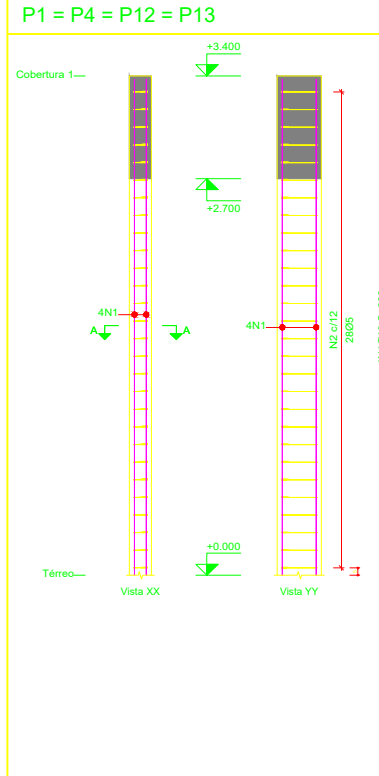 P1 = P4 = P12 = P13
+3.400
Cobertura 1
+2.700
4N1
A A
4N1
N2 c/12
28Ø5
+0.000
Térreo
Vista XX
Vista YY